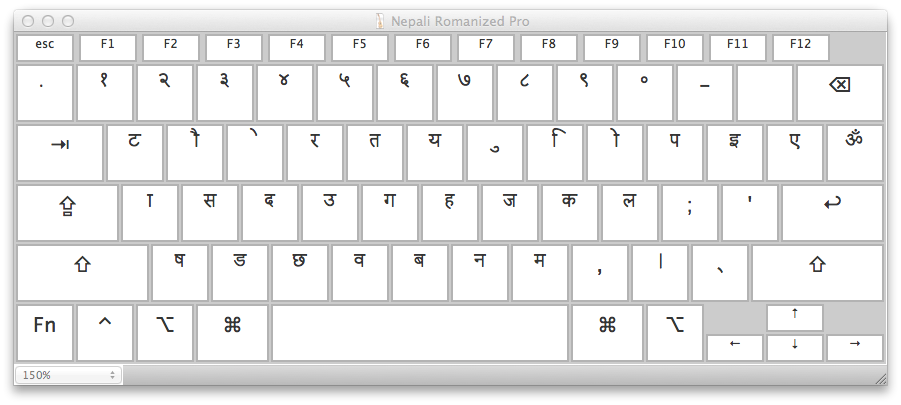 Nepali Romanized Pro
esc F1 F2 F3 F4 F5 F6 F7 F8 F9 F10 F11 F12
. १ २ ३ ४ ५ ६ ७ ८ ९ ० –
ट ौ े र त य ु ि ो प इ ए ॐ
ा स द उ ग ह ज क ल ; '
ष ड छ व ब न म , । ्
Fn ^ ⌥ ⌘ ⌘ ⌥ ↑
← ↓ →
150%